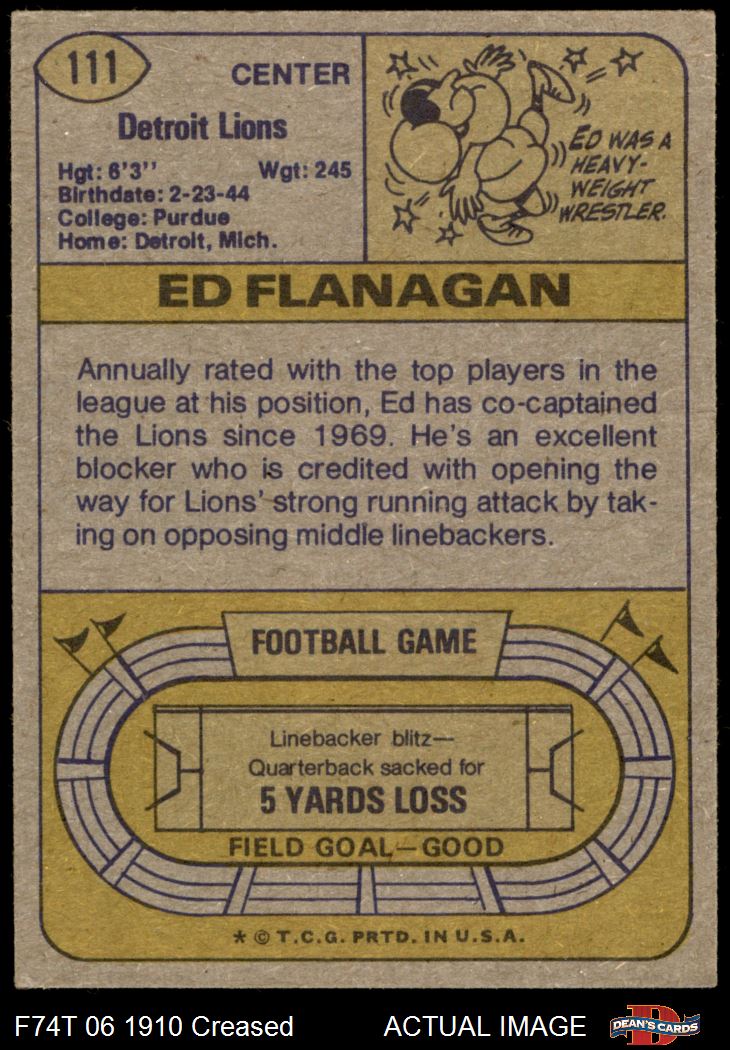 111
CENTER
Detroit Lions
Hgt: 6'3'' Wgt: 245
Birthdate: 2-23-44
College: Purdue
Home: Detroit, Mich.
ED WAS A
HEAVY-
WEIGHT
WRESTLER.
ED FLANAGAN
Annually rated with the top players in the
league at his position, Ed has co-captained
the Lions since 1969. He's an excellent
blocker who is credited with opening the
way for Lions' strong running attack by tak-
ing on opposing middle linebackers.
FOOTBALL GAME
Linebacker blitz—
Quarterback sacked for
5 YARDS LOSS
FIELD GOAL—GOOD
* © T.C.G. PRTD. IN U.S.A.
F74T 06 1910 Creased ACTUAL IMAGE
DEAN'S CARDS